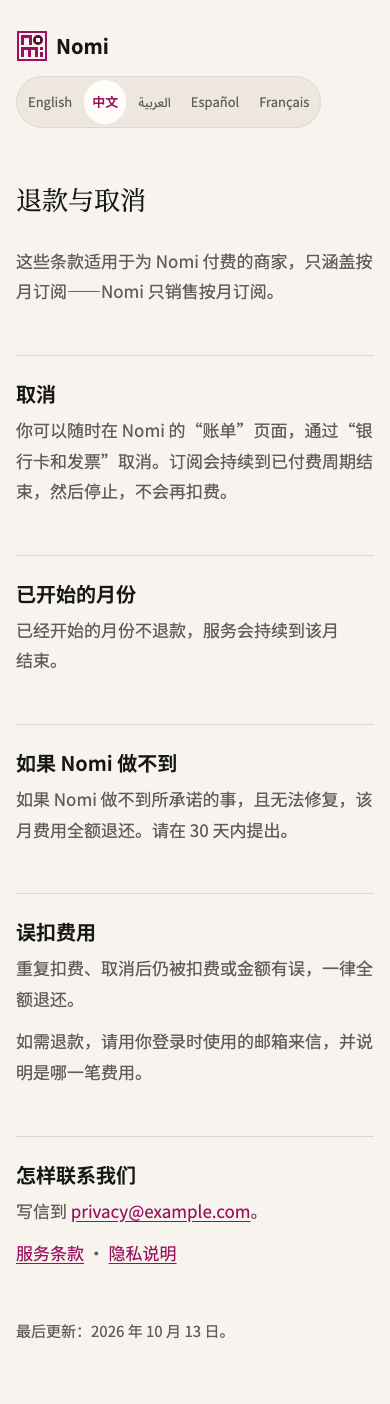 Nomi
English 中文 العربية Español Français
退款与取消
这些条款适用于为 Nomi 付费的商家，只涵盖按
月订阅——Nomi 只销售按月订阅。
取消
你可以随时在 Nomi 的“账单”页面，通过“银
行卡和发票”取消。订阅会持续到已付费周期结
束，然后停止，不会再扣费。
已开始的月份
已经开始的月份不退款，服务会持续到该月
结束。
如果 Nomi 做不到
如果 Nomi 做不到所承诺的事，且无法修复，该
月费用全额退还。请在 30 天内提出。
误扣费用
重复扣费、取消后仍被扣费或金额有误，一律全
额退还。
如需退款，请用你登录时使用的邮箱来信，并说
明是哪一笔费用。
怎样联系我们
写信到 privacy@example.com。
服务条款 · 隐私说明
最后更新：2026 年 10 月 13 日。